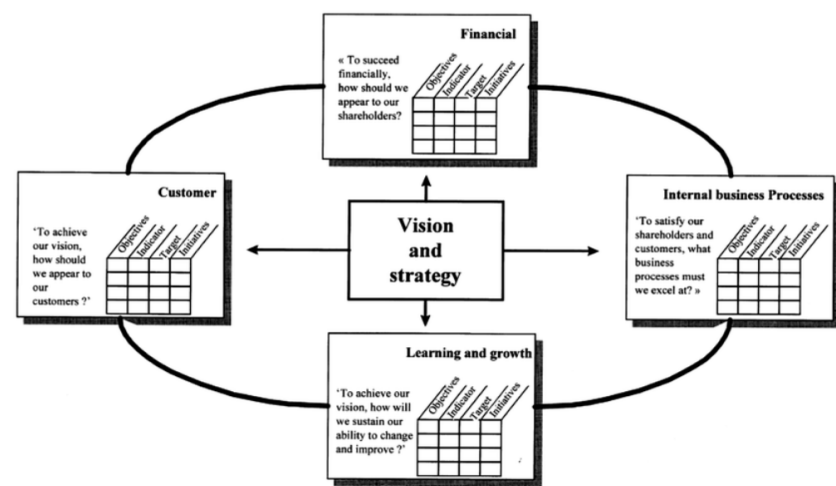 Financial
« To succeed
financially,
how should we
appear to our
shareholders?
Objectives
Indicator
Target
Initiatives
Customer
'To achieve
our vision,
how should
we appear to
our
customers ?'
Objectives
Indicator
Target
Initiatives
Vision
and
strategy
Internal business Processes
'To satisfy our
shareholders and
customers, what
business
processes must
we excel at? »
Objectives
Indicator
Target
Initiatives
Learning and growth
'To achieve our
vision, how will
we sustain our
ability to change
and improve ?'
Objectives
Indicator
Target
Initiatives